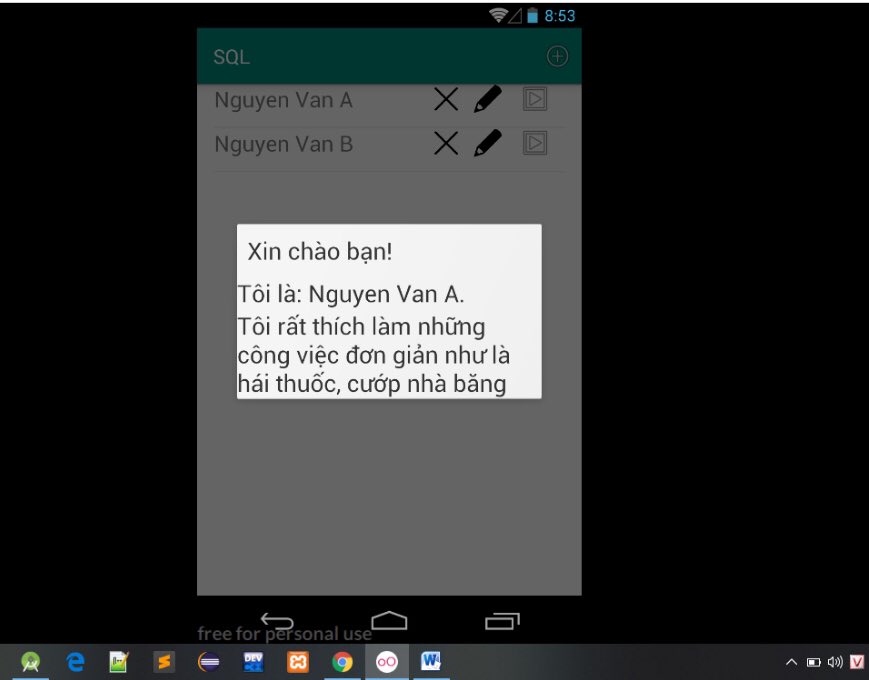 8:53
SQL
Nguyen Van A
Nguyen Van B
Xin chào bạn!
Tôi là: Nguyen Van A.
Tôi rất thích làm những
công việc đơn giản như là
hái thuốc, cướp nhà băng
free for personal use
DEV
C++
W
V